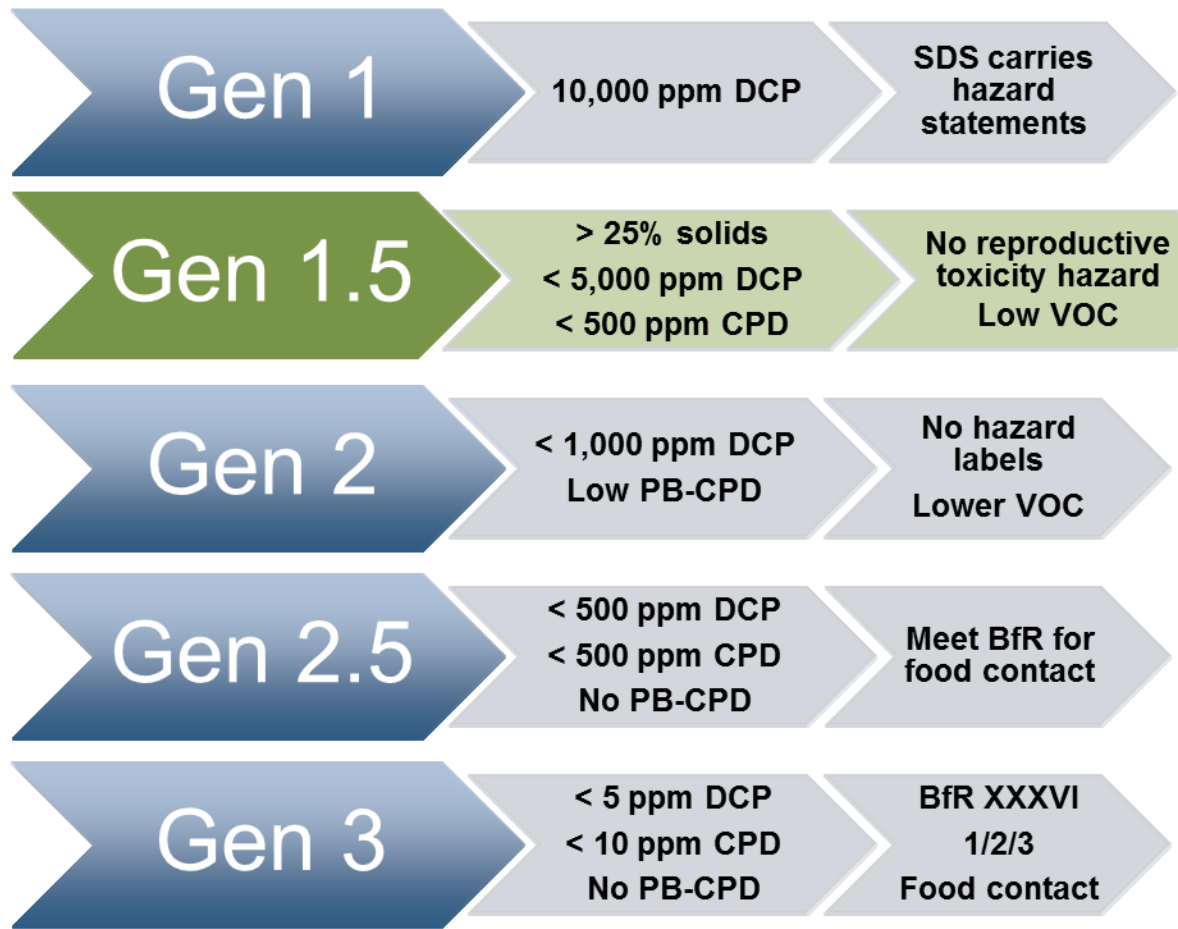 Gen 1
10,000 ppm DCP
SDS carries
hazard
statements
Gen 1.5
> 25% solids
< 5,000 ppm DCP
< 500 ppm CPD
No reproductive
toxicity hazard
Low VOC
Gen 2
< 1,000 ppm DCP
Low PB-CPD
No hazard
labels
Lower VOC
Gen 2.5
< 500 ppm DCP
< 500 ppm CPD
No PB-CPD
Meet BfR for
food contact
Gen 3
< 5 ppm DCP
< 10 ppm CPD
No PB-CPD
BfR XXXVI
1/2/3
Food contact